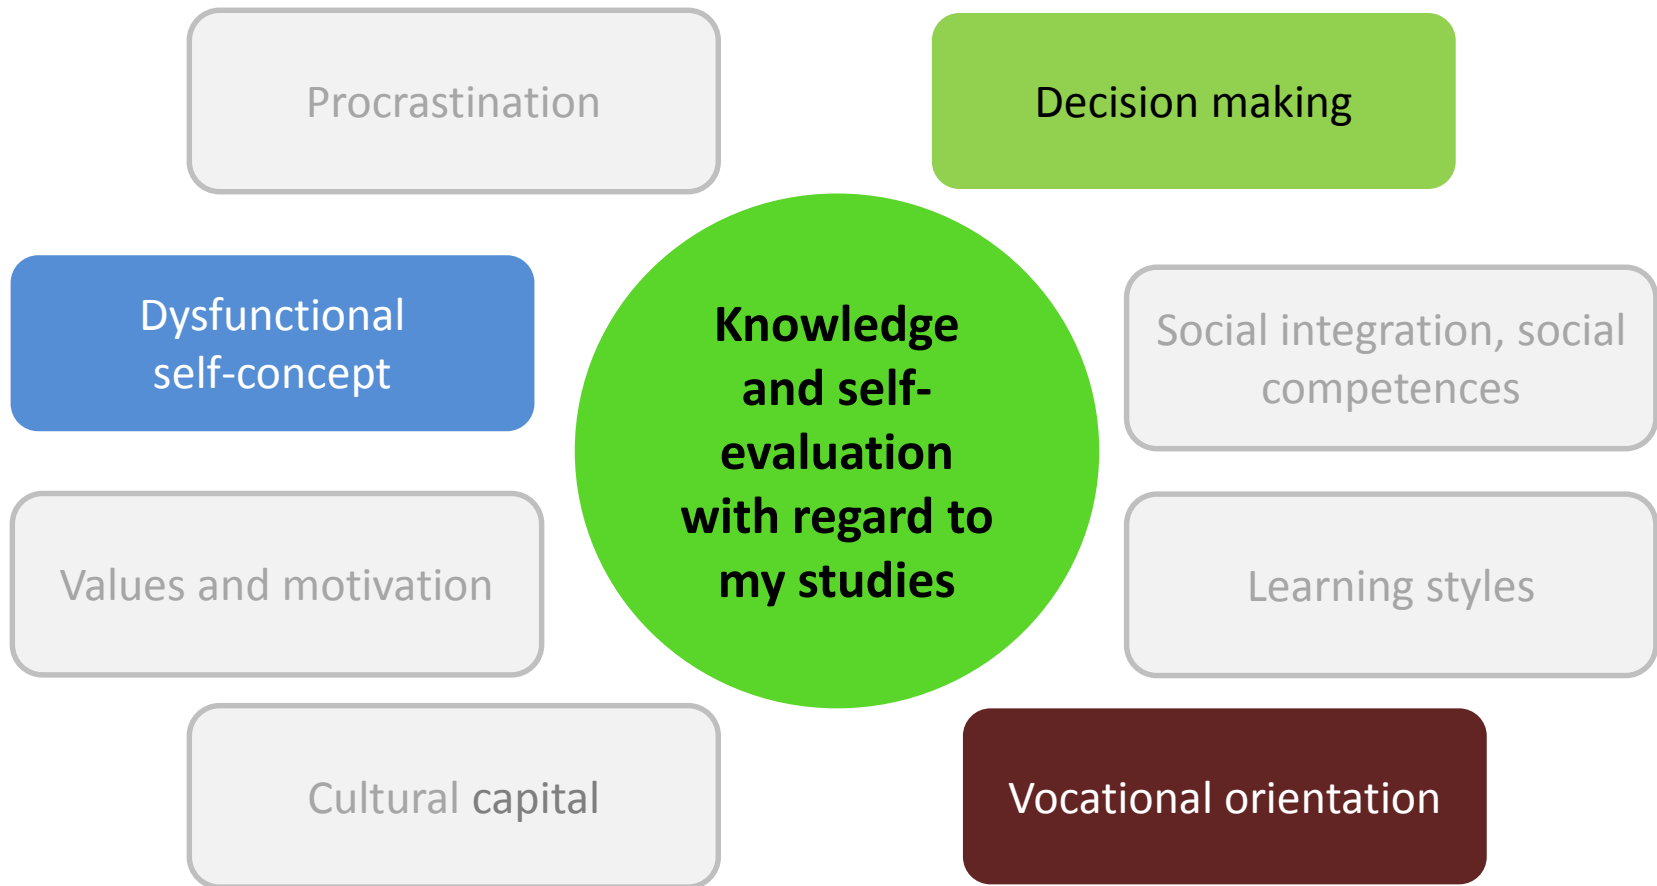 Procrastination
Decision making
Dysfunctional
self-concept
Knowledge
and self-
evaluation
with regard to
my studies
Social integration, social
competences
Values and motivation
Learning styles
Cultural capital
Vocational orientation